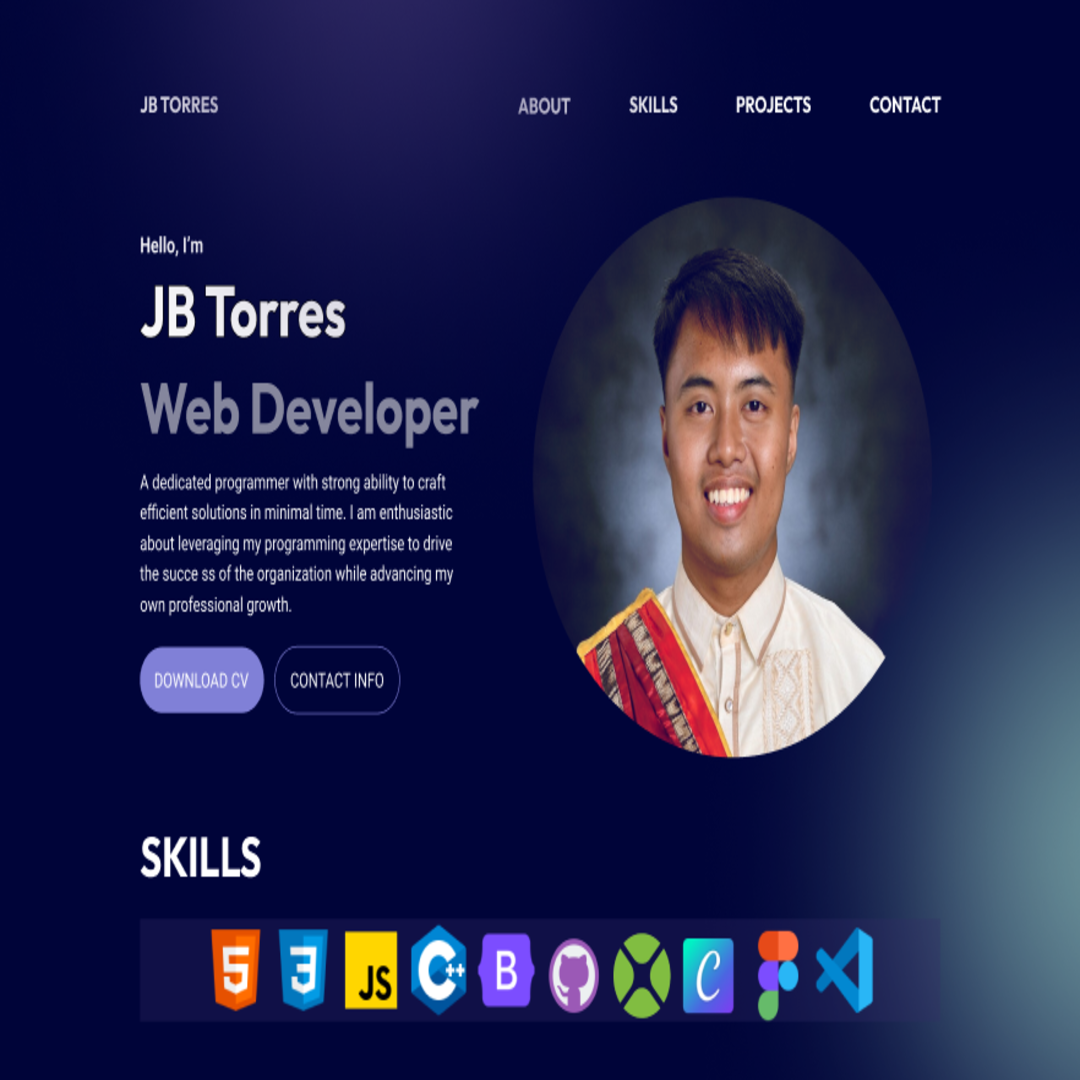 JB TORRES
ABOUT SKILLS PROJECTS CONTACT
Hello, I'm
JB Torres
Web Developer
A dedicated programmer with strong ability to craft
efficient solutions in minimal time. I am enthusiastic
about leveraging my programming expertise to drive
the succe ss of the organization while advancing my
own professional growth.
DOWNLOAD CV CONTACT INFO
SKILLS
5 3 JS C++ B C